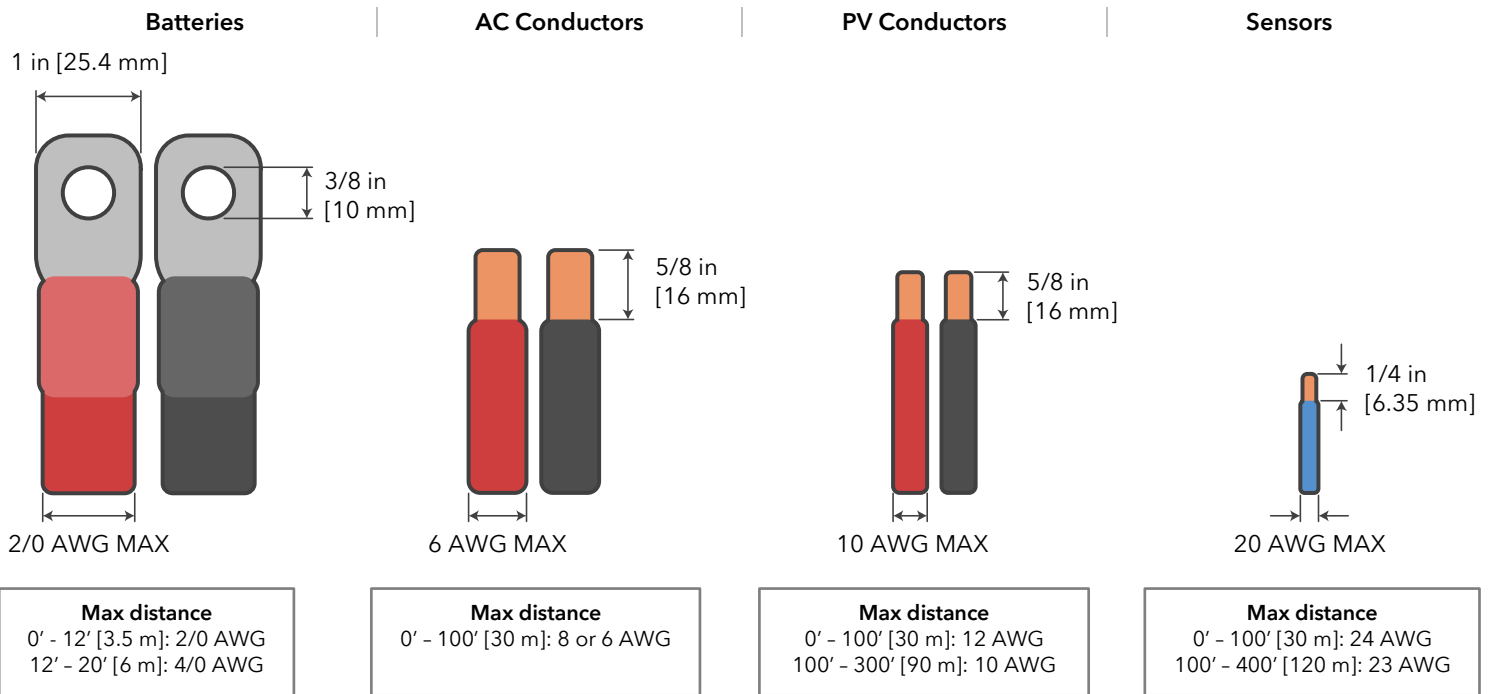 Batteries
1 in [25.4 mm]
3/8 in
[10 mm]
2/0 AWG MAX
Max distance
0′ - 12′ [3.5 m]: 2/0 AWG
12′ – 20′ [6 m]: 4/0 AWG
AC Conductors
5/8 in
[16 mm]
6 AWG MAX
Max distance
0′ – 100′ [30 m]: 8 or 6 AWG
PV Conductors
5/8 in
[16 mm]
10 AWG MAX
Max distance
0′ – 100′ [30 m]: 12 AWG
100′ – 300′ [90 m]: 10 AWG
Sensors
1/4 in
[6.35 mm]
20 AWG MAX
Max distance
0′ – 100′ [30 m]: 24 AWG
100′ – 400′ [120 m]: 23 AWG